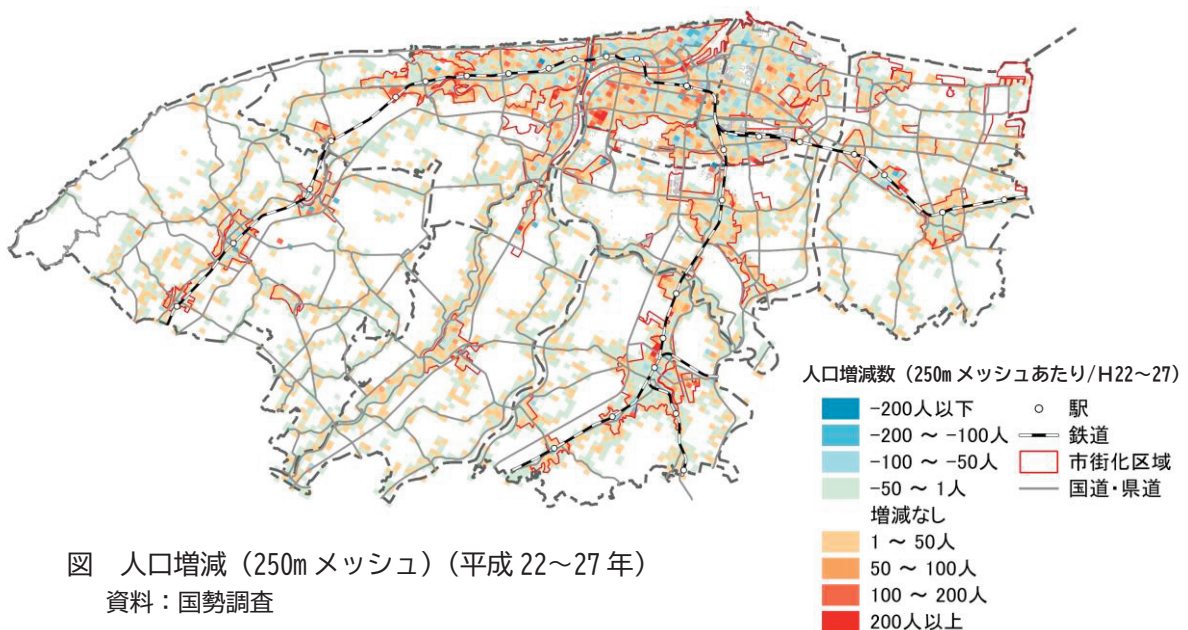 人口増減数（250m メッシュあたり/H22～27）
-200人以下
-200 ～ -100人
-100 ～ -50人
-50 ～ 1人
増減なし
1 ～ 50人
50 ～ 100人
100 ～ 200人
200人以上
駅
鉄道
市街化区域
国道・県道
図　人口増減（250m メッシュ）（平成 22～27 年）
資料：国勢調査